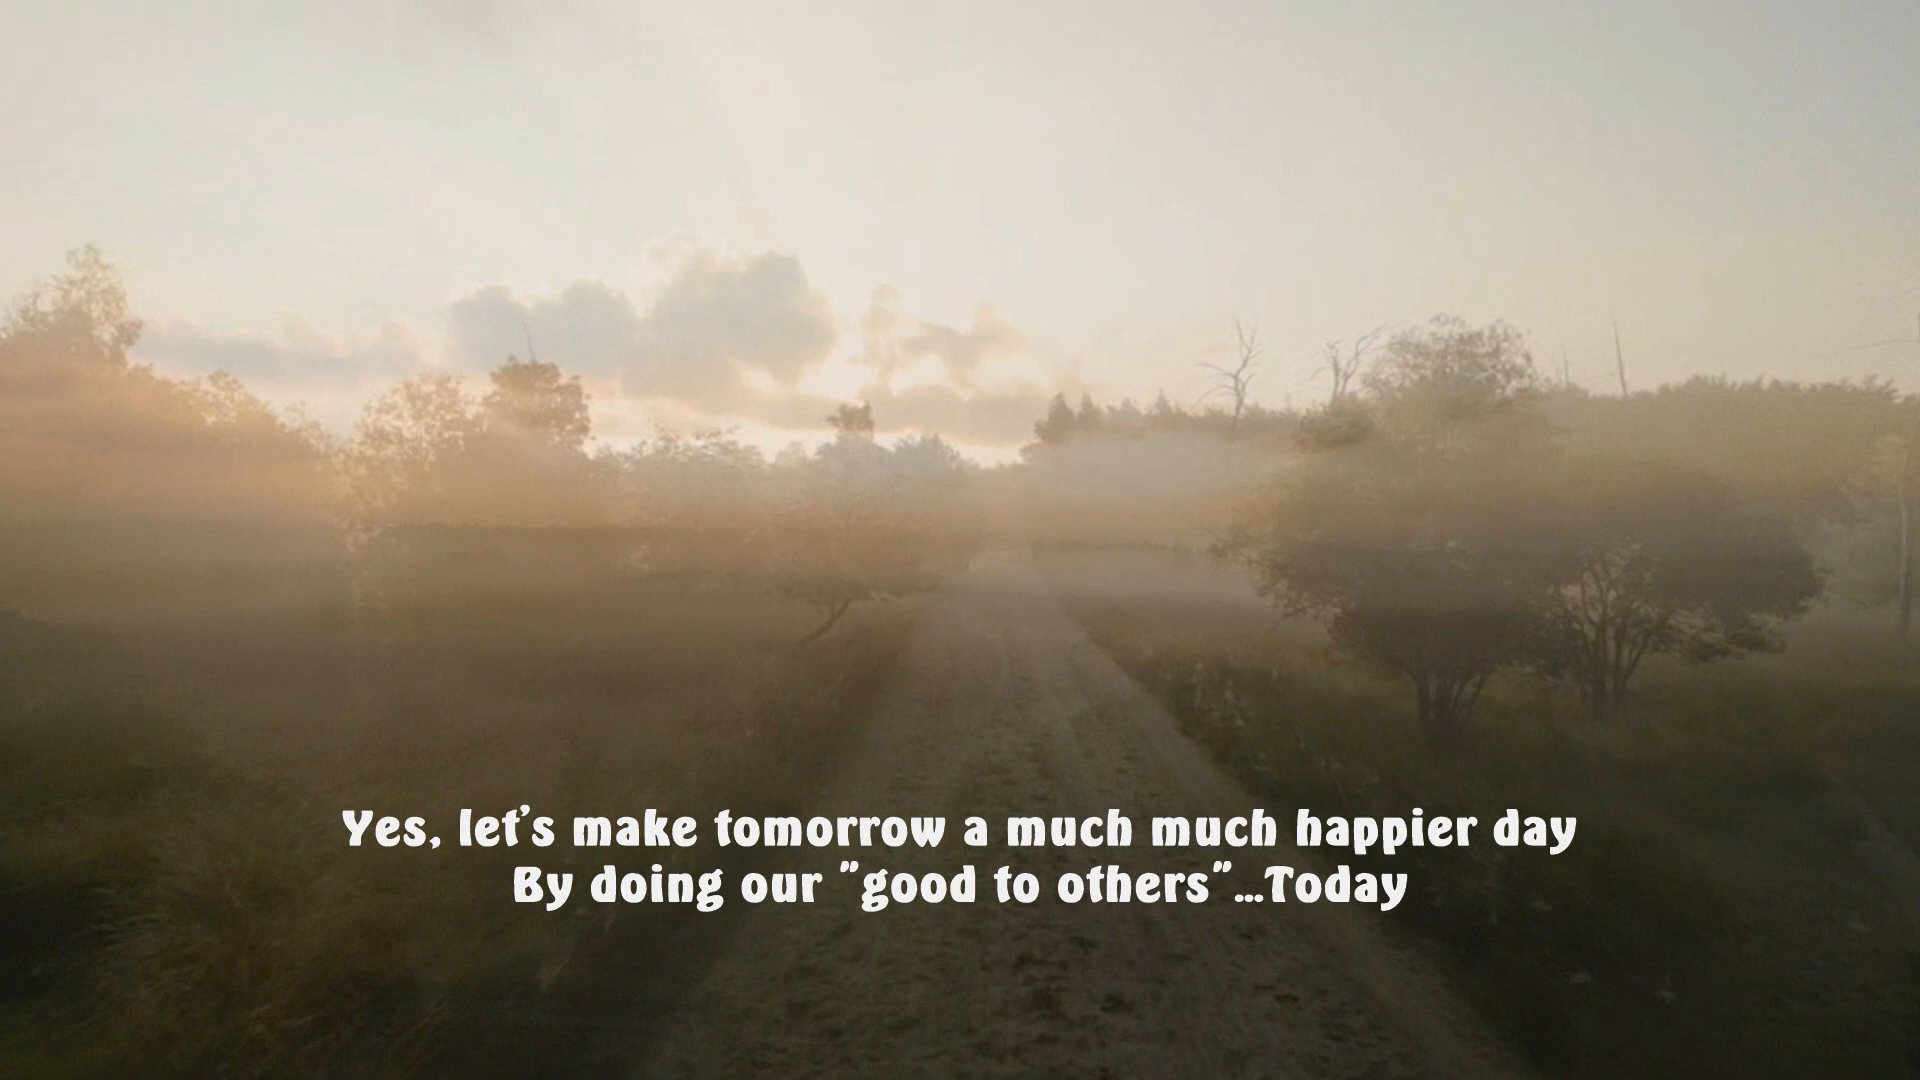 Yes, let's make tomorrow a much much happier day
By doing our "good to others"...Today